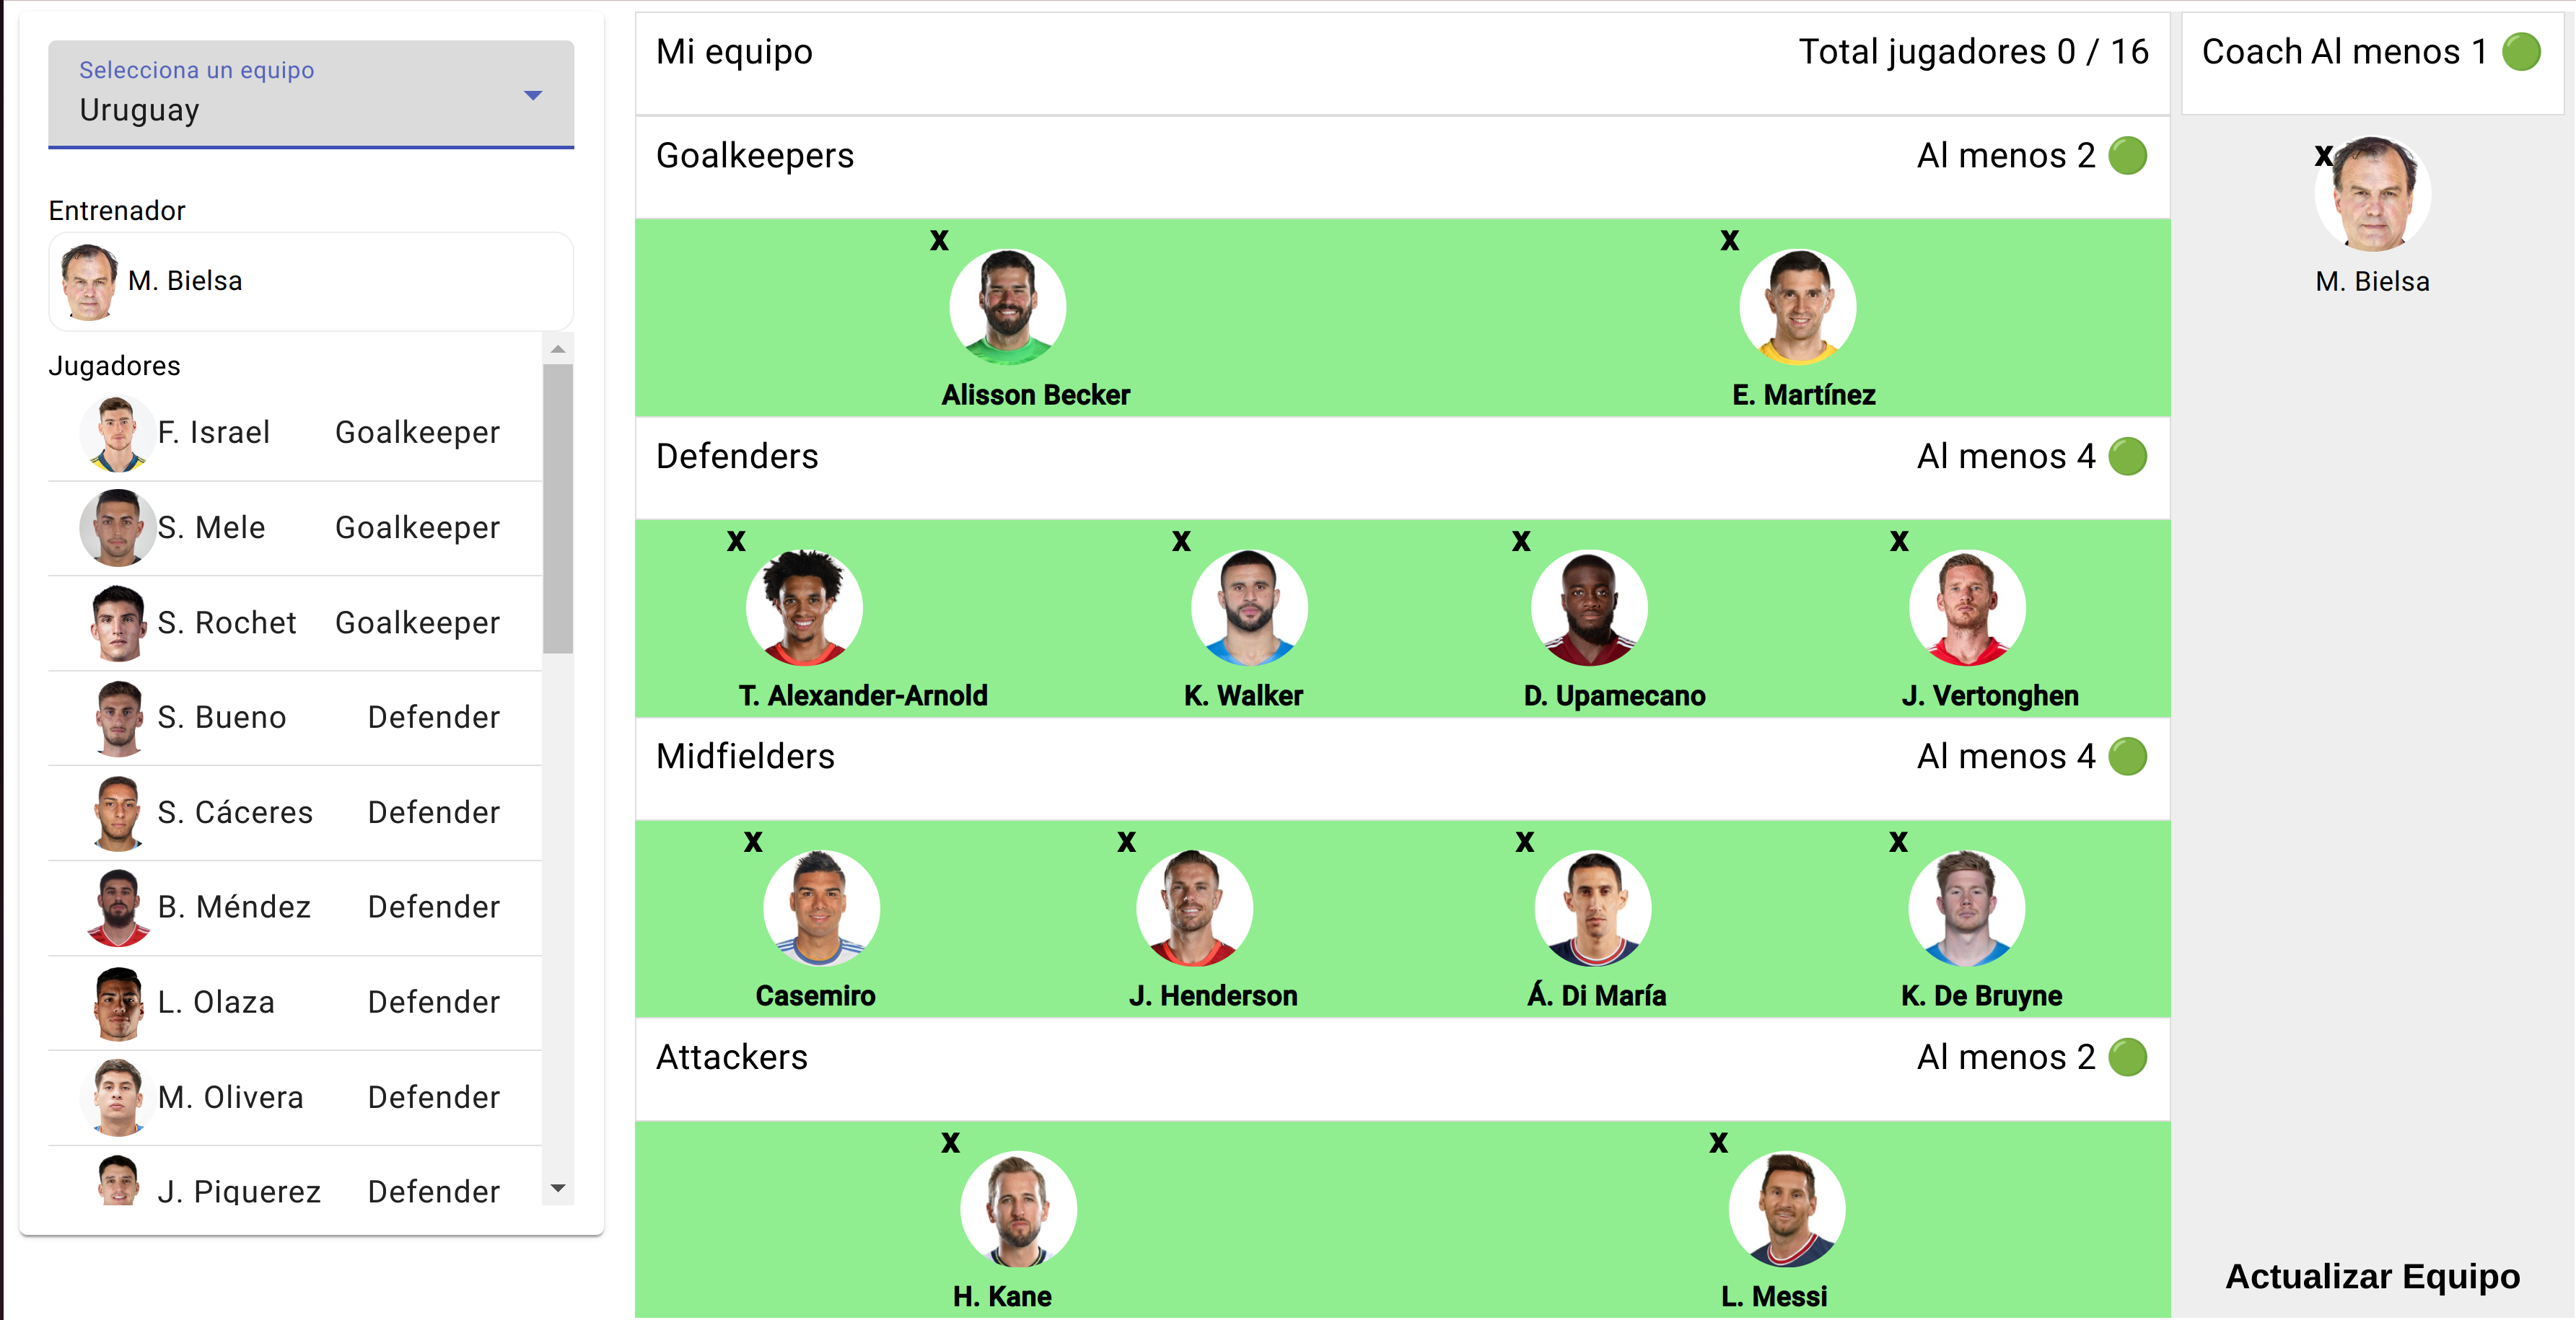 Selecciona un equipo
Uruguay
Entrenador
M. Bielsa
Jugadores
F. Israel Goalkeeper
S. Mele Goalkeeper
S. Rochet Goalkeeper
S. Bueno Defender
S. Cáceres Defender
B. Méndez Defender
L. Olaza Defender
M. Olivera Defender
J. Piquerez Defender
Mi equipo Total jugadores 0 / 16
Goalkeepers Al menos 2
x x
Alisson Becker E. Martínez
Defenders Al menos 4
x x x x
T. Alexander-Arnold K. Walker D. Upamecano J. Vertonghen
Midfielders Al menos 4
x x x x
Casemiro J. Henderson Á. Di María K. De Bruyne
Attackers Al menos 2
x x
H. Kane L. Messi
Coach Al menos 1
x
M. Bielsa
Actualizar Equipo